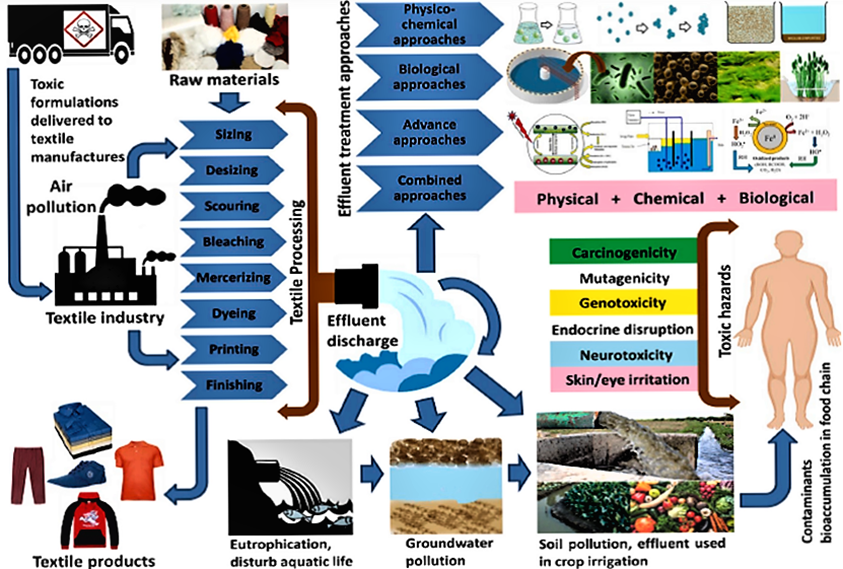 Toxic
formulations
delivered to
textile
manufactures
Raw materials
Air
pollution
Textile industry
Sizing
Desizing
Scouring
Bleaching
Mercerizing
Dyeing
Printing
Finishing
Textile Processing
Textile products
Effluent treatment approaches
Physico-
chemical
approaches
Biological
approaches
Advance
approaches
Combined
approaches
Physical + Chemical + Biological
Effluent
discharge
Carcinogenicity
Mutagenicity
Genotoxicity
Endocrine disruption
Neurotoxicity
Skin/eye irritation
Toxic hazards
Eutrophication,
disturb aquatic life
Groundwater
pollution
Soil pollution, effluent used
in crop irrigation
Contaminants
bioaccumulation in food chain